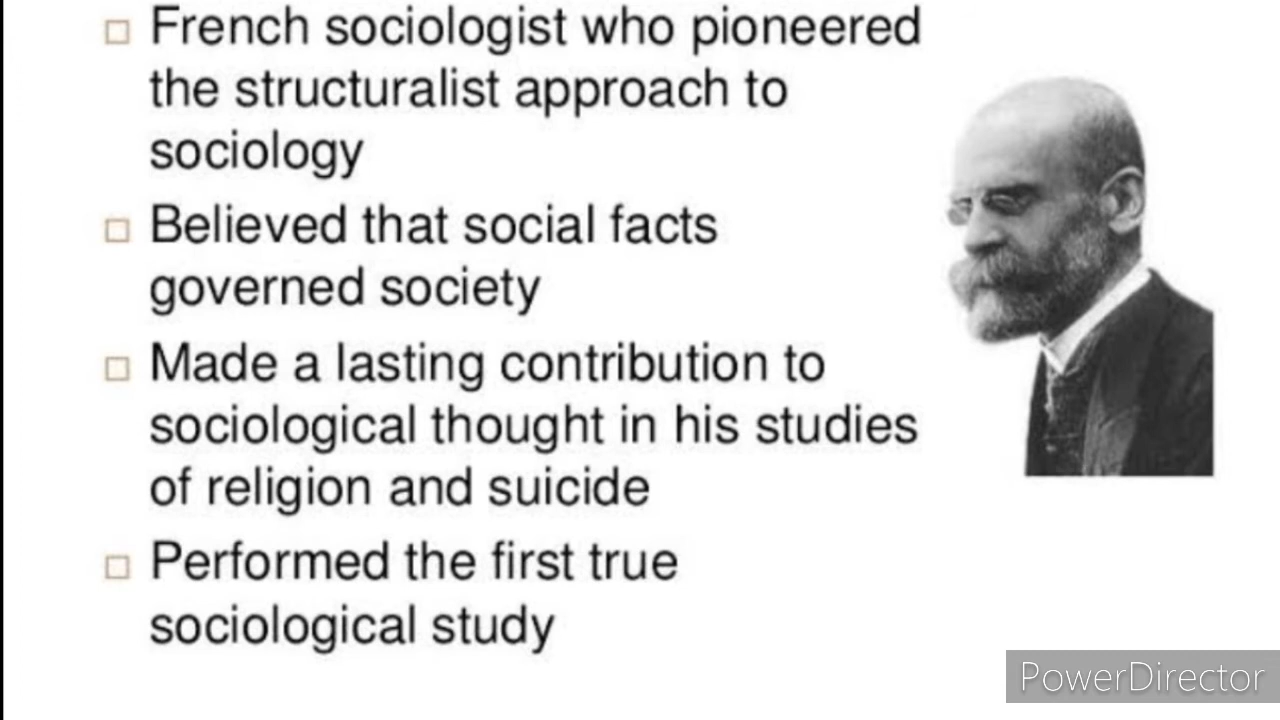 French sociologist who pioneered
the structuralist approach to
sociology
Believed that social facts
governed society
Made a lasting contribution to
sociological thought in his studies
of religion and suicide
Performed the first true
sociological study
PowerDirector